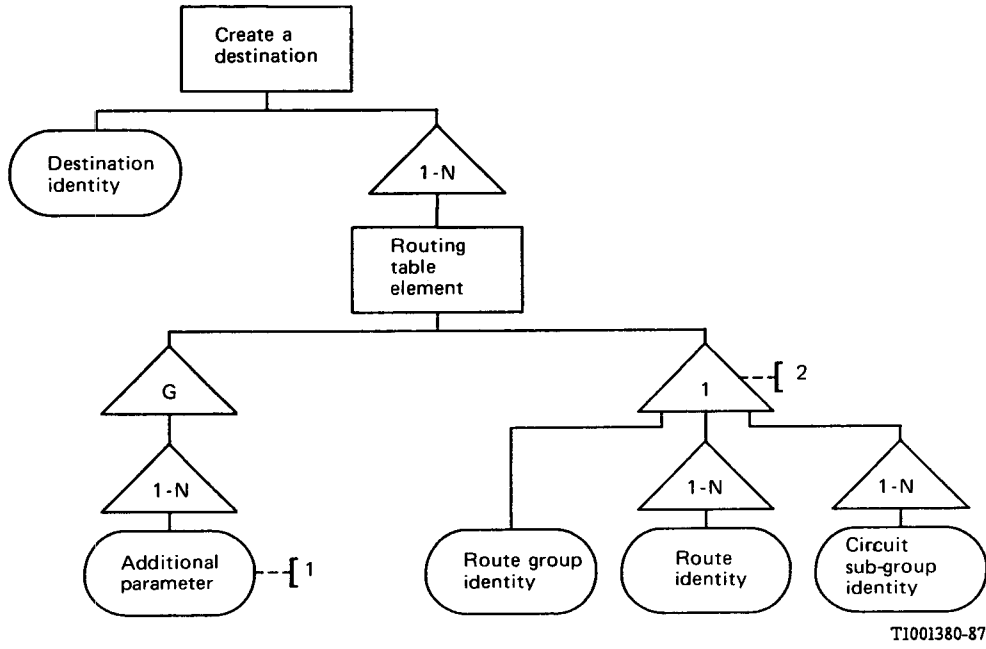 Create a
destination
Destination
identity
1-N
Routing
table
element
G
1
2
1-N
1-N
1-N
Additional
parameter
1
Route group
identity
Route
identity
Circuit
sub-group
identity
T1001380-87